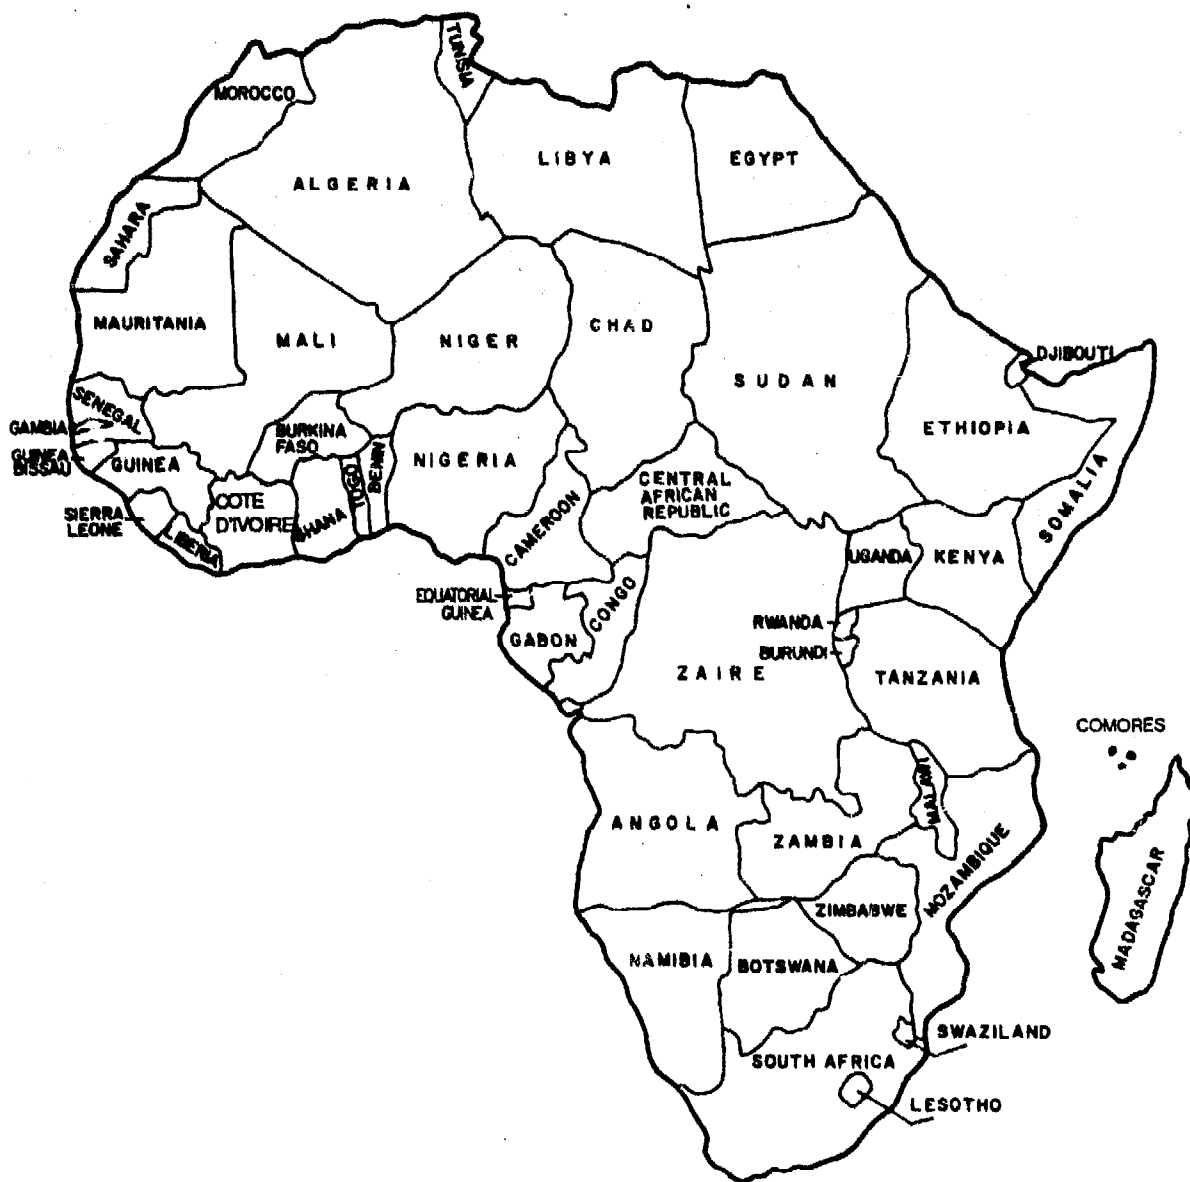 TUNISIA
MOROCCO
ALGERIA
LIBYA
EGYPT
SAHARA
MAURITANIA
MALI
NIGER
CHAD
SUDAN
DJIBOUTI
ETHIOPIA
SOMALIA
SENEGAL
GAMBIA
GUINEA
BISSAU
GUINEA
BURKINA
FASO
BENIN
TOGO
NIGERIA
CENTRAL
AFRICAN
REPUBLIC
SIERRA
LEONE
LIBERIA
COTE
D'IVOIRE
GHANA
CAMEROON
UGANDA
KENYA
EQUATORIAL
GUINEA
GABON
CONGO
RWANDA
BURUNDI
ZAIRE
TANZANIA
COMORES
MALAWI
ANGOLA
ZAMBIA
MOZAMBIQUE
MADAGASCAR
ZIMBABWE
NAMIBIA
BOTSWANA
SWAZILAND
SOUTH AFRICA
LESOTHO